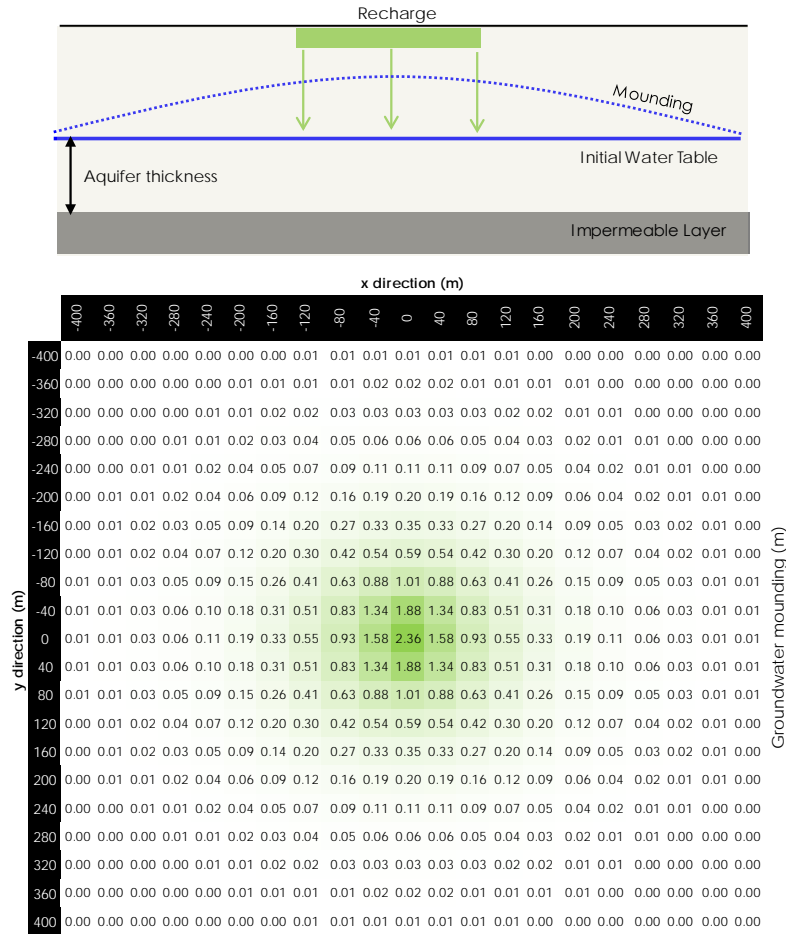 Recharge
Mounding
Initial Water Table
Aquifer thickness
Impermeable Layer
x direction (m)
-400 -360 -320 -280 -240 -200 -160 -120 -80 -40 0 40 80 120 160 200 240 280 320 360 400
-400 0.00 0.00 0.00 0.00 0.00 0.00 0.00 0.01 0.01 0.01 0.01 0.01 0.01 0.01 0.00 0.00 0.00 0.00 0.00 0.00 0.00
-360 0.00 0.00 0.00 0.00 0.00 0.01 0.01 0.01 0.01 0.02 0.02 0.02 0.01 0.01 0.01 0.01 0.00 0.00 0.00 0.00 0.00
-320 0.00 0.00 0.00 0.00 0.01 0.01 0.02 0.02 0.03 0.03 0.03 0.03 0.03 0.02 0.02 0.01 0.01 0.00 0.00 0.00 0.00
-280 0.00 0.00 0.00 0.01 0.01 0.02 0.03 0.04 0.05 0.06 0.06 0.06 0.05 0.04 0.03 0.02 0.01 0.01 0.00 0.00 0.00
-240 0.00 0.00 0.01 0.01 0.02 0.04 0.05 0.07 0.09 0.11 0.11 0.11 0.09 0.07 0.05 0.04 0.02 0.01 0.01 0.00 0.00
-200 0.00 0.01 0.01 0.02 0.04 0.06 0.09 0.12 0.16 0.19 0.20 0.19 0.16 0.12 0.09 0.06 0.04 0.02 0.01 0.01 0.00
-160 0.00 0.01 0.02 0.03 0.05 0.09 0.14 0.20 0.27 0.33 0.35 0.33 0.27 0.20 0.14 0.09 0.05 0.03 0.02 0.01 0.00
-120 0.00 0.01 0.02 0.04 0.07 0.12 0.20 0.30 0.42 0.54 0.59 0.54 0.42 0.30 0.20 0.12 0.07 0.04 0.02 0.01 0.00
-80 0.01 0.01 0.03 0.05 0.09 0.15 0.26 0.41 0.63 0.88 1.01 0.88 0.63 0.41 0.26 0.15 0.09 0.05 0.03 0.01 0.01
-40 0.01 0.01 0.03 0.06 0.10 0.18 0.31 0.51 0.83 1.34 1.88 1.34 0.83 0.51 0.31 0.18 0.10 0.06 0.03 0.01 0.01
0 0.01 0.01 0.03 0.06 0.11 0.19 0.33 0.55 0.93 1.58 2.36 1.58 0.93 0.55 0.33 0.19 0.11 0.06 0.03 0.01 0.01
40 0.01 0.01 0.03 0.06 0.10 0.18 0.31 0.51 0.83 1.34 1.88 1.34 0.83 0.51 0.31 0.18 0.10 0.06 0.03 0.01 0.01
80 0.01 0.01 0.03 0.05 0.09 0.15 0.26 0.41 0.63 0.88 1.01 0.88 0.63 0.41 0.26 0.15 0.09 0.05 0.03 0.01 0.01
120 0.00 0.01 0.02 0.04 0.07 0.12 0.20 0.30 0.42 0.54 0.59 0.54 0.42 0.30 0.20 0.12 0.07 0.04 0.02 0.01 0.00
160 0.00 0.01 0.02 0.03 0.05 0.09 0.14 0.20 0.27 0.33 0.35 0.33 0.27 0.20 0.14 0.09 0.05 0.03 0.02 0.01 0.00
200 0.00 0.01 0.01 0.02 0.04 0.06 0.09 0.12 0.16 0.19 0.20 0.19 0.16 0.12 0.09 0.06 0.04 0.02 0.01 0.01 0.00
240 0.00 0.00 0.01 0.01 0.02 0.04 0.05 0.07 0.09 0.11 0.11 0.11 0.09 0.07 0.05 0.04 0.02 0.01 0.01 0.00 0.00
280 0.00 0.00 0.00 0.01 0.01 0.02 0.03 0.04 0.05 0.06 0.06 0.06 0.05 0.04 0.03 0.02 0.01 0.01 0.00 0.00 0.00
320 0.00 0.00 0.00 0.00 0.01 0.01 0.02 0.02 0.03 0.03 0.03 0.03 0.03 0.02 0.02 0.01 0.01 0.00 0.00 0.00 0.00
360 0.00 0.00 0.00 0.00 0.00 0.01 0.01 0.01 0.01 0.02 0.02 0.02 0.01 0.01 0.01 0.01 0.00 0.00 0.00 0.00 0.00
400 0.00 0.00 0.00 0.00 0.00 0.00 0.00 0.01 0.01 0.01 0.01 0.01 0.01 0.01 0.00 0.00 0.00 0.00 0.00 0.00 0.00
y direction (m)
Groundwater mounding (m)